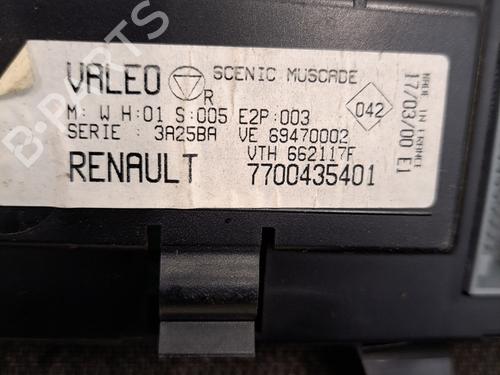 VALEO R SCENIC MUSCADE
M: W H:01 S:005 E2P:003
SERIE : 3A25BA VE 69470002
VTH 662117F
RENAULT 7700435401
042
MADE IN FRANCE
17/03/00 E1
B-PARTS